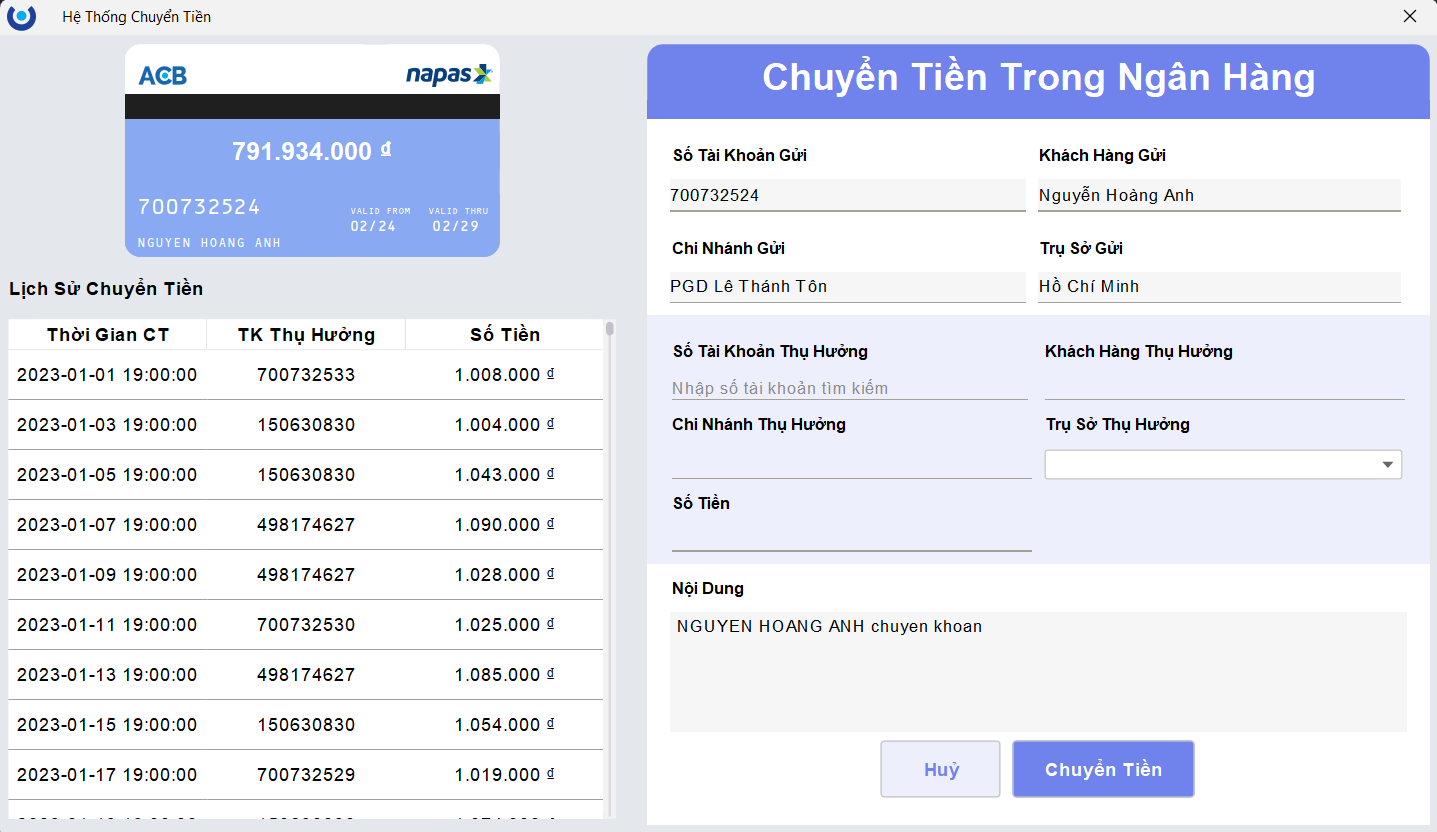 Hệ Thống Chuyển Tiền
ACB
napas
791.934.000 ₫
700732524
VALID FROM VALID THRU
02/24 02/29
NGUYEN HOANG ANH
Lịch Sử Chuyển Tiền
Thời Gian CT TK Thụ Hưởng Số Tiền
2023-01-01 19:00:00 700732533 1.008.000 ₫
2023-01-03 19:00:00 150630830 1.004.000 ₫
2023-01-05 19:00:00 150630830 1.043.000 ₫
2023-01-07 19:00:00 498174627 1.090.000 ₫
2023-01-09 19:00:00 498174627 1.028.000 ₫
2023-01-11 19:00:00 700732530 1.025.000 ₫
2023-01-13 19:00:00 498174627 1.085.000 ₫
2023-01-15 19:00:00 150630830 1.054.000 ₫
2023-01-17 19:00:00 700732529 1.019.000 ₫
Chuyển Tiền Trong Ngân Hàng
Số Tài Khoản Gửi Khách Hàng Gửi
700732524 Nguyễn Hoàng Anh
Chi Nhánh Gửi Trụ Sở Gửi
PGD Lê Thánh Tôn Hồ Chí Minh
Số Tài Khoản Thụ Hưởng Khách Hàng Thụ Hưởng
Nhập số tài khoản tìm kiếm
Chi Nhánh Thụ Hưởng Trụ Sở Thụ Hưởng
Số Tiền
Nội Dung
NGUYEN HOANG ANH chuyen khoan
Huỷ Chuyển Tiền